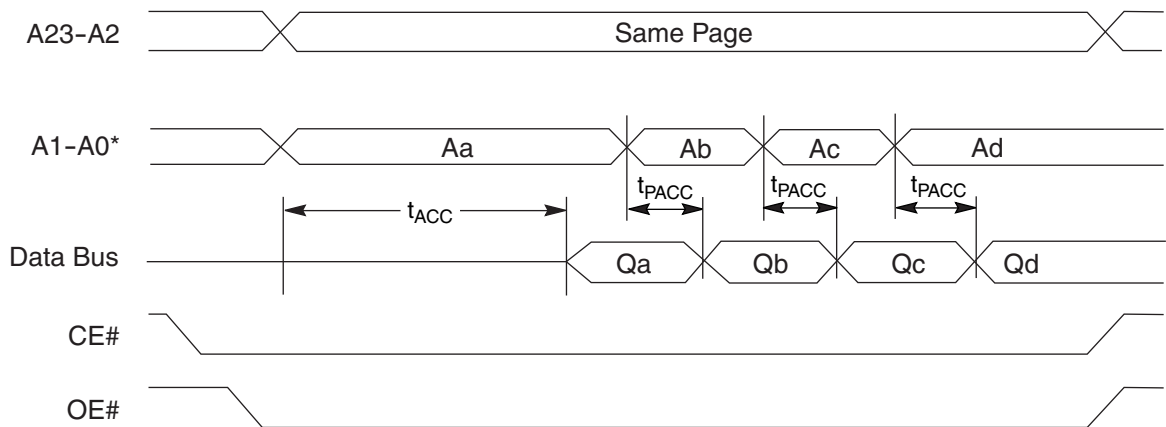 A23-A2 Same Page
A1-A0* Aa Ab Ac Ad
tACC tPACC tPACC tPACC
Data Bus Qa Qb Qc Qd
CE#
OE#